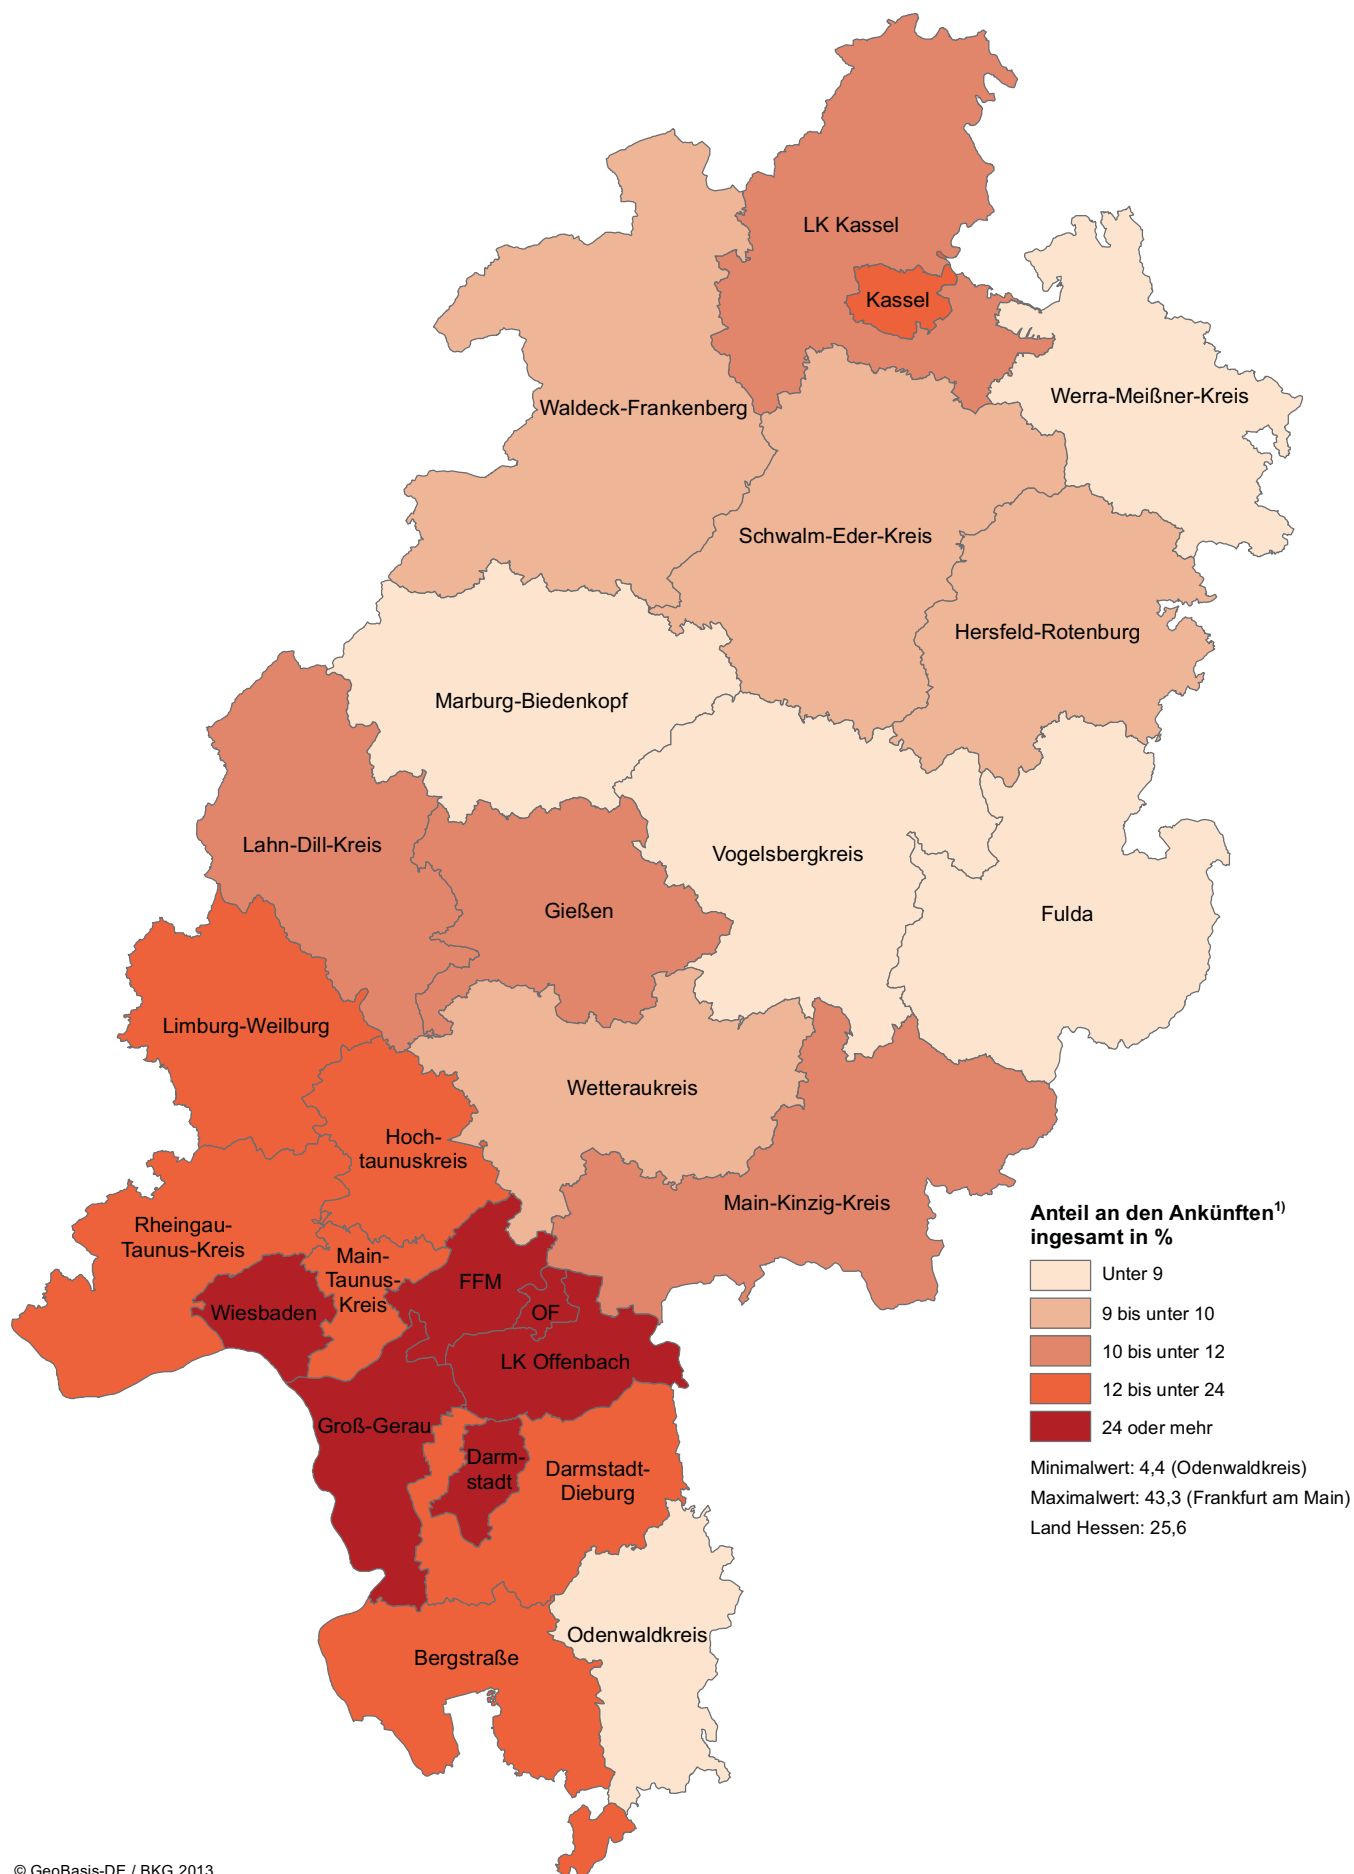 LK Kassel
Kassel
Werra-Meißner-Kreis
Waldeck-Frankenberg
Schwalm-Eder-Kreis
Hersfeld-Rotenburg
Marburg-Biedenkopf
Lahn-Dill-Kreis
Vogelsbergkreis
Gießen
Fulda
Limburg-Weilburg
Wetteraukreis
Hoch-
taunuskreis
Main-Kinzig-Kreis
Rheingau-
Taunus-Kreis
Main-
Taunus-
Kreis
FFM
Wiesbaden
OF
LK Offenbach
Groß-Gerau
Darm-
stadt
Darmstadt-
Dieburg
Odenwaldkreis
Bergstraße
Anteil an den Ankünften1)
ingesamt in %
Unter 9
9 bis unter 10
10 bis unter 12
12 bis unter 24
24 oder mehr
Minimalwert: 4,4 (Odenwaldkreis)
Maximalwert: 43,3 (Frankfurt am Main)
Land Hessen: 25,6
© GeoBasis-DE / BKG 2013